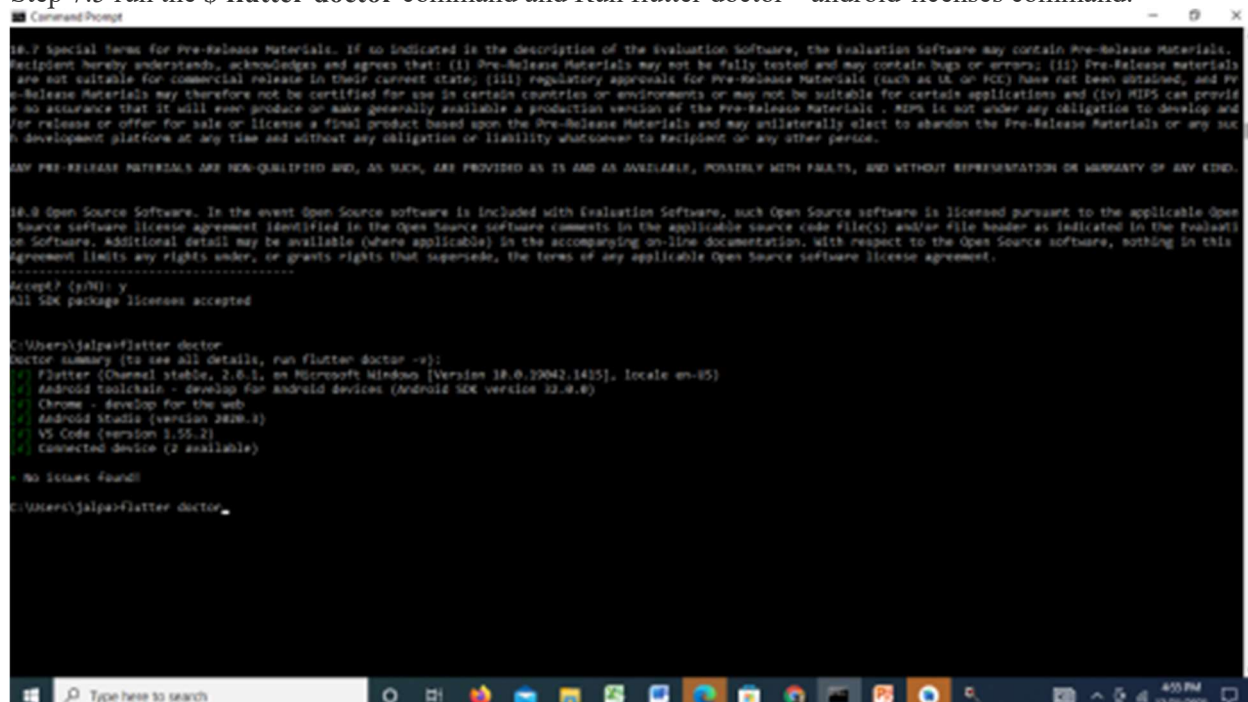 Step 7.3 run the $ flutter doctor command and Run flutter doctor --android-licenses command.
Command Prompt
10.7 Special Terms for Pre-Release Materials. If so indicated in the description of the Evaluation Software, the Evaluation Software may contain Pre-Release Materials.
Recipient hereby understands, acknowledges and agrees that: (i) Pre-Release Materials may not be fully tested and may contain bugs or errors; (ii) Pre-Release materials
are not suitable for commercial release in their current state; (iii) regulatory approvals for Pre-Release Materials (such as UL or FCC) have not been obtained, and Pr
e-Release Materials may therefore not be certified for use in certain countries or environments or may not be suitable for certain applications and (iv) MIPS can provid
e no assurance that it will ever produce or make generally available a production version of the Pre-Release Materials . MIPS is not under any obligation to develop and
/or release or offer for sale or license a final product based upon the Pre-Release Materials and may unilaterally elect to abandon the Pre-Release Materials or any suc
h development platform at any time and without any obligation or liability whatsoever to Recipient or any other person.
ANY PRE-RELEASE MATERIALS ARE NON-QUALIFIED AND, AS SUCH, ARE PROVIDED AS IS AND AS AVAILABLE, POSSIBLY WITH FAULTS, AND WITHOUT REPRESENTATION OR WARRANTY OF ANY KIND.
10.8 Open Source Software. In the event Open Source software is included with Evaluation Software, such Open Source software is licensed pursuant to the applicable Open
Source software license agreement identified in the Open Source software comments in the applicable source code file(s) and/or file header as indicated in the Evaluati
on Software. Additional detail may be available (where applicable) in the accompanying on-line documentation. With respect to the Open Source software, nothing in this
Agreement limits any rights under, or grants rights that supersede, the terms of any applicable Open Source software license agreement.
---------------------------------------
Accept? (y/N): y
All SDK package licenses accepted
C:\Users\jalpa>flutter doctor
Doctor summary (to see all details, run flutter doctor -v):
[√] Flutter (Channel stable, 2.8.1, on Microsoft Windows [Version 10.0.19042.1415], locale en-US)
[√] Android toolchain - develop for Android devices (Android SDK version 32.0.0)
[√] Chrome - develop for the web
[√] Android Studio (version 2020.3)
[√] VS Code (version 1.55.2)
[√] Connected device (2 available)
• No issues found!
C:\Users\jalpa>flutter doctor
Type here to search
4:55 PM